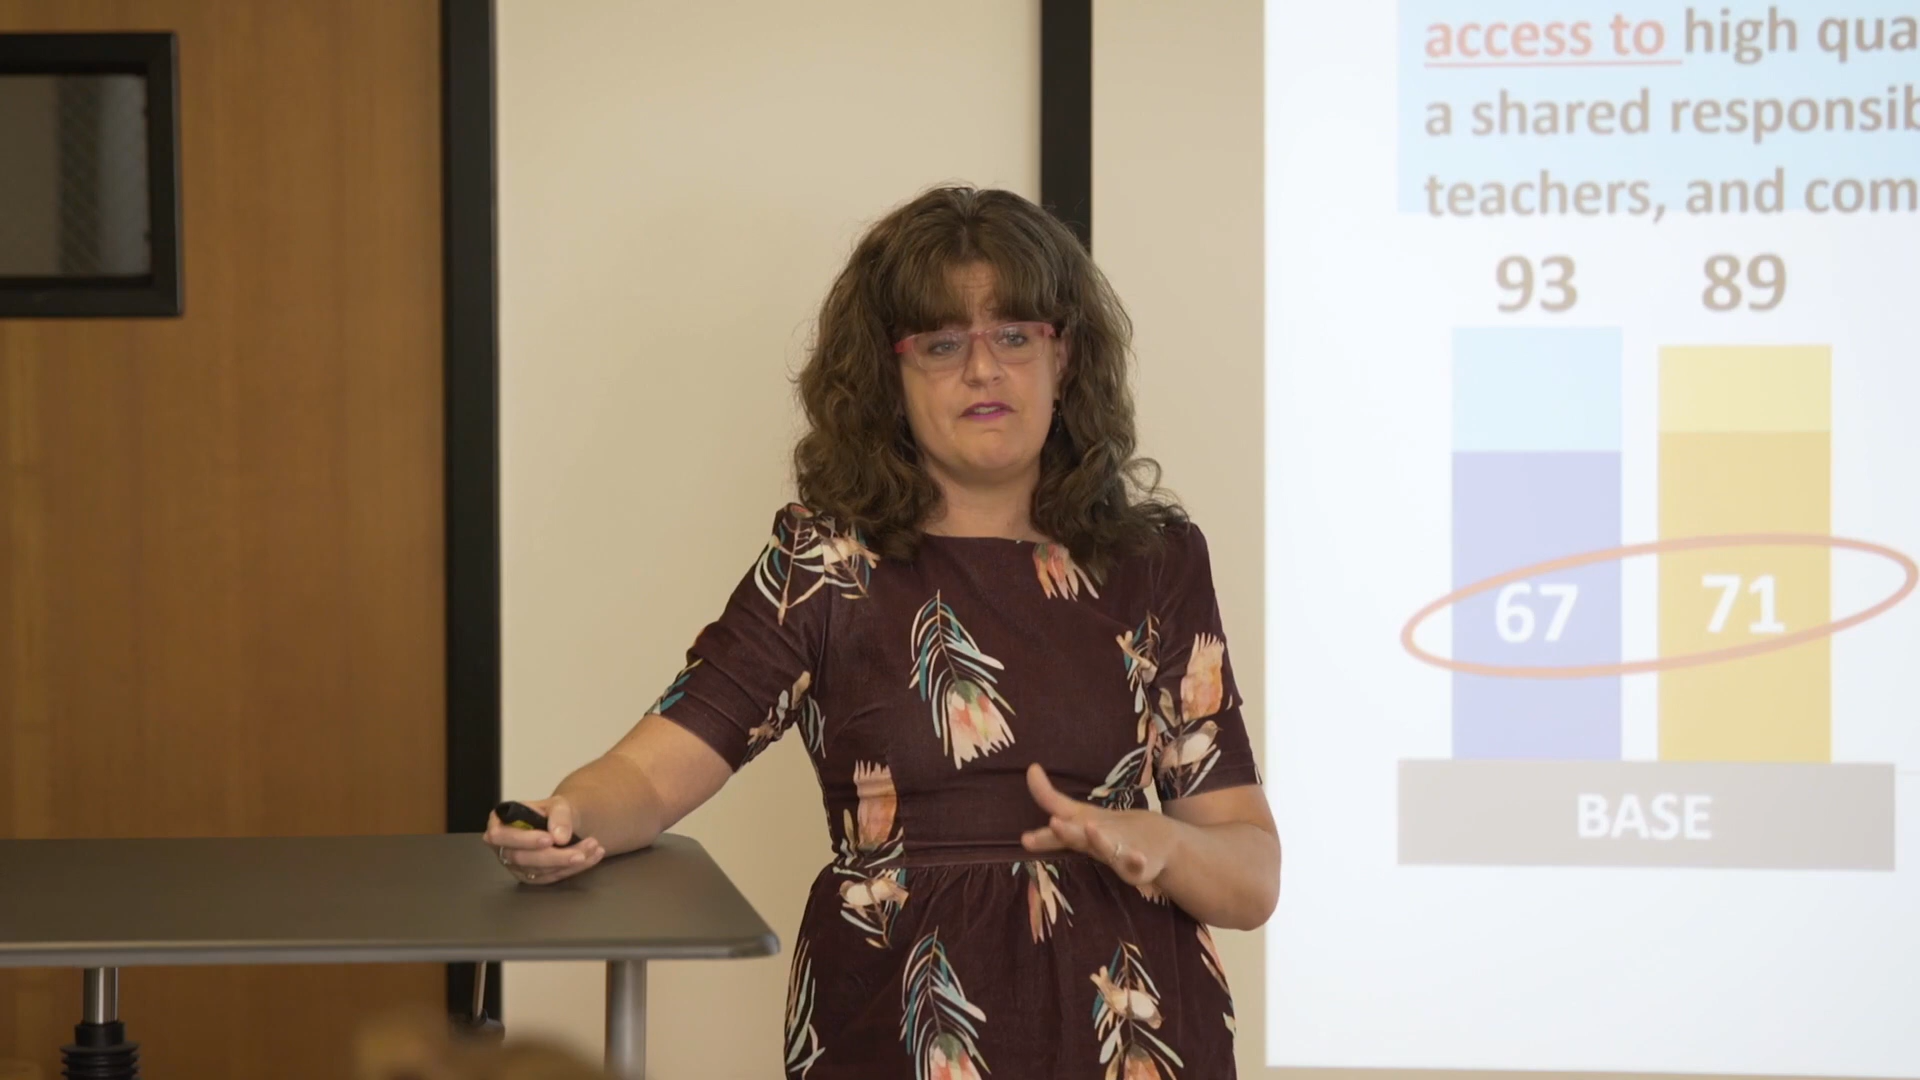 access to high qua
a shared responsib
teachers, and com
93 89
67 71
BASE